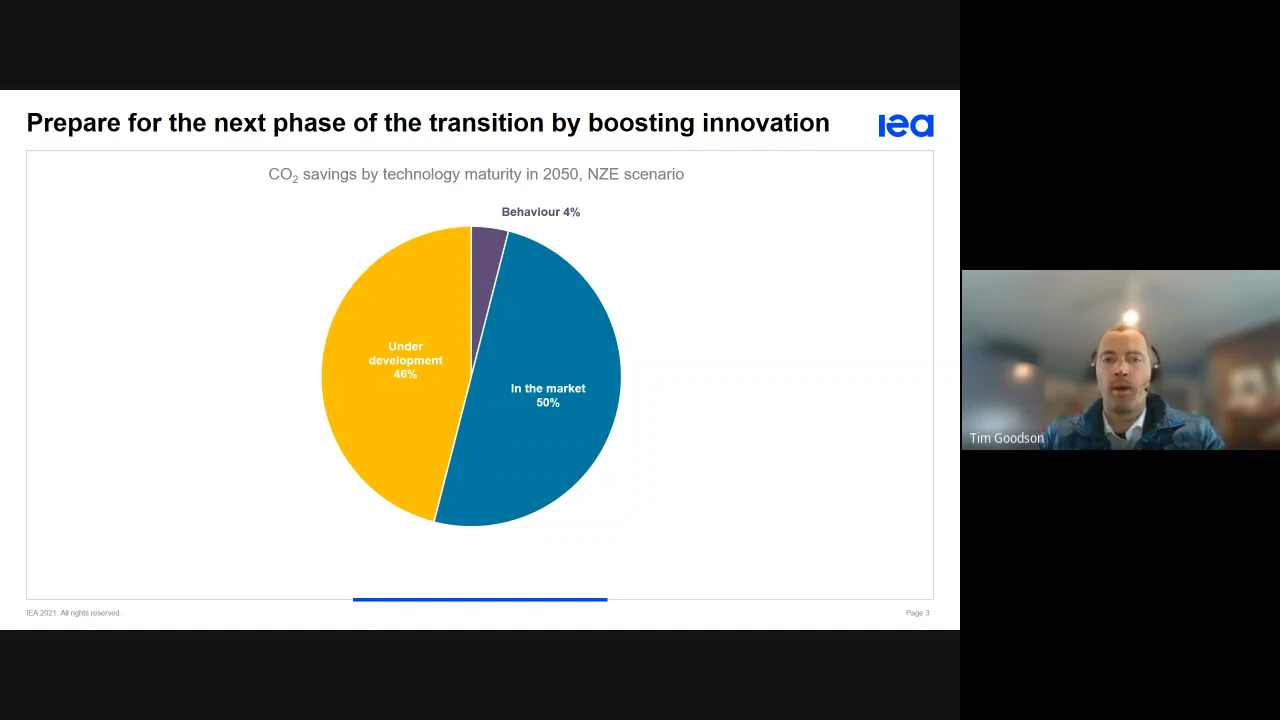 Prepare for the next phase of the transition by boosting innovation
iea
CO₂ savings by technology maturity in 2050, NZE scenario
Behaviour 4%
Under
development
46%
In the market
50%
Tim Goodson
IEA 2021. All rights reserved.
Page 3